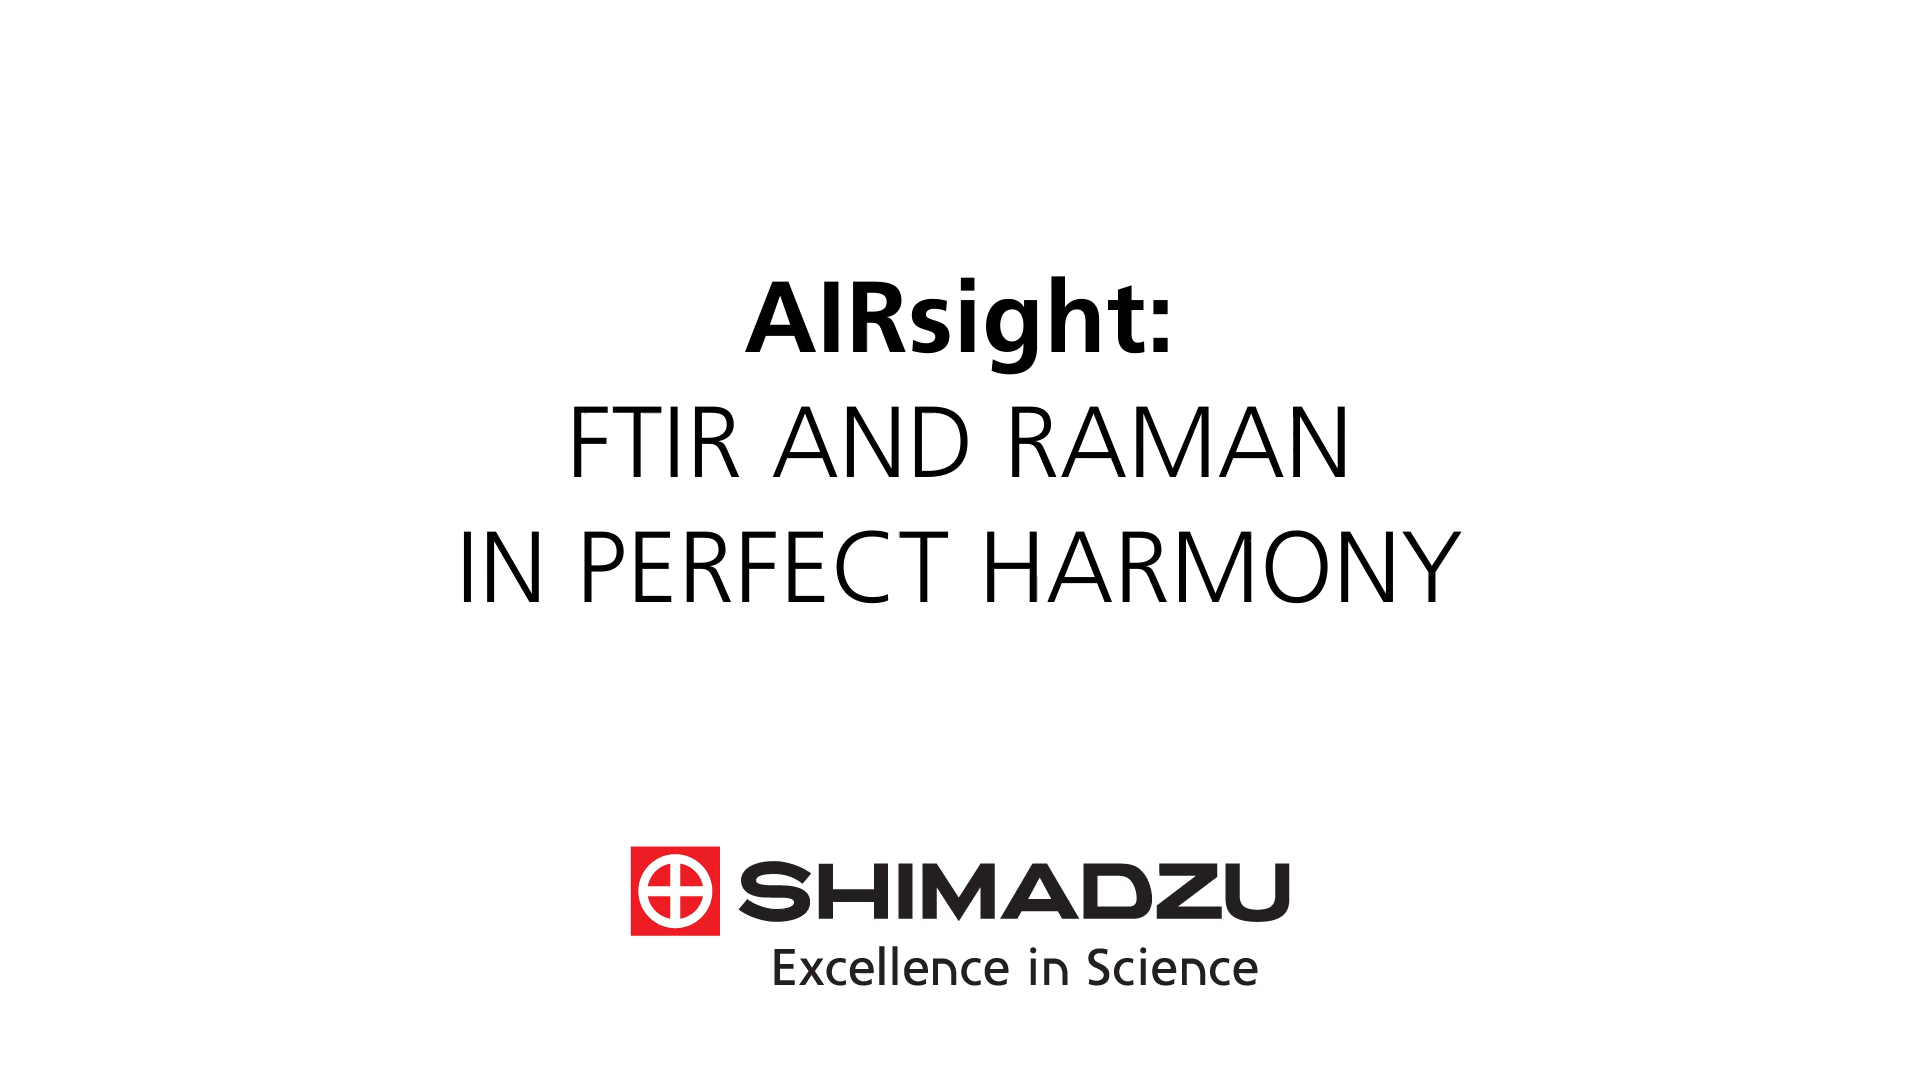 AIRsight:
FTIR AND RAMAN
IN PERFECT HARMONY
SHIMADZU
Excellence in Science